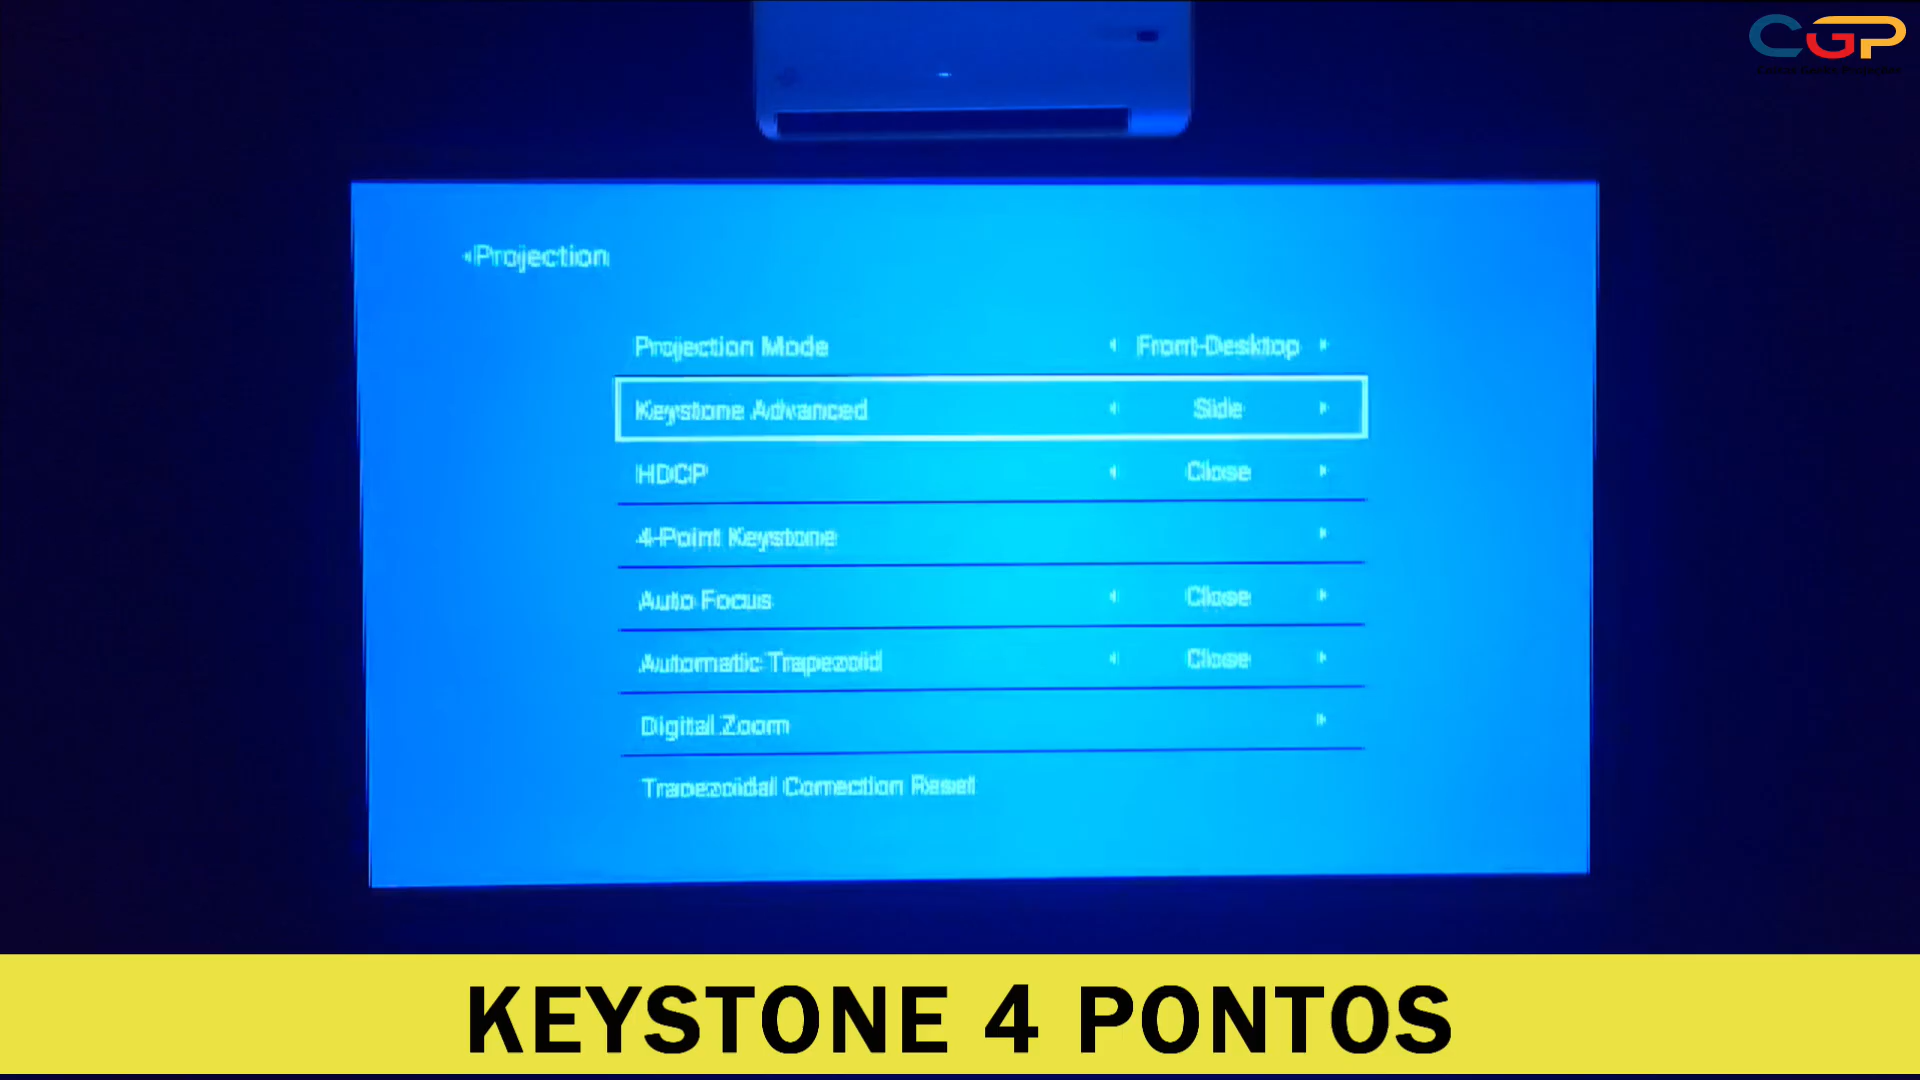 CGP
Projection
Projection Mode
Front-Desktop
Keystone Advanced
Side
HDCP
Close
4-Point Keystone
Auto Focus
Close
Automatic Trapezoid
Close
Digital Zoom
Trapezoidal Correction Reset
KEYSTONE 4 PONTOS